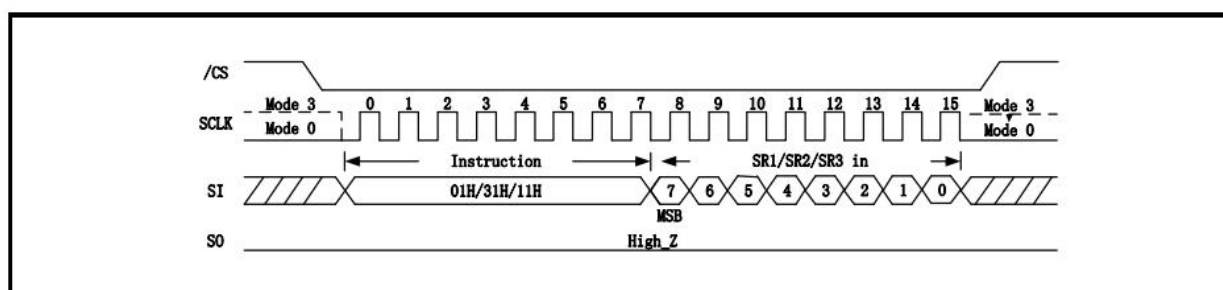 /CS
Mode 3 0 1 2 3 4 5 6 7 8 9 10 11 12 13 14 15 Mode 3
SCLK
Mode 0 Mode 0
Instruction SR1/SR2/SR3 in
SI 01H/31H/11H 7 6 5 4 3 2 1 0
MSB
SO High_Z